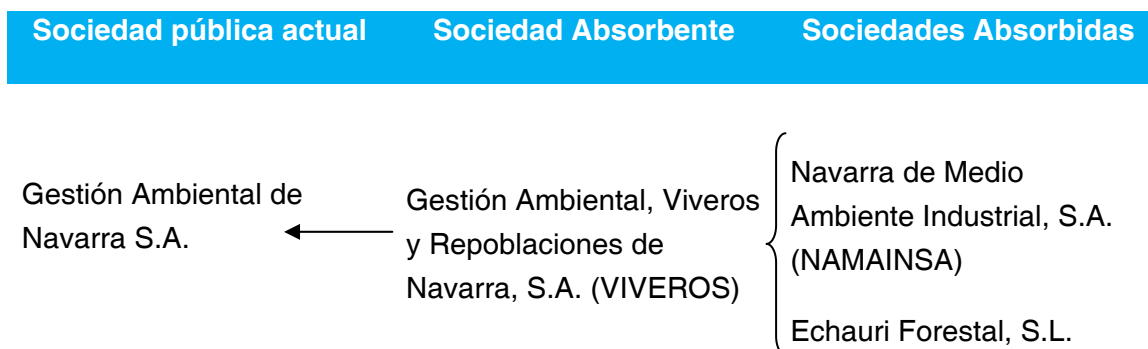 Sociedad pública actual Sociedad Absorbente Sociedades Absorbidas
Gestión Ambiental de
Navarra S.A.
Gestión Ambiental, Viveros
y Repoblaciones de
Navarra, S.A. (VIVEROS)
Navarra de Medio
Ambiente Industrial, S.A.
(NAMAINSA)
Echauri Forestal, S.L.